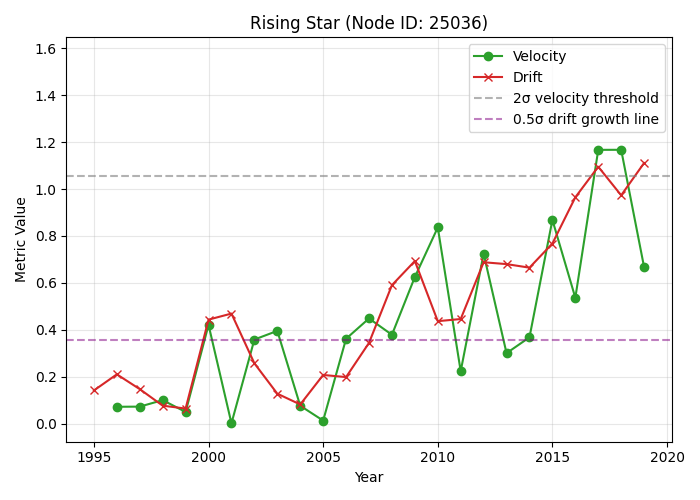 Rising Star (Node ID: 25036)
Velocity
Drift
2σ velocity threshold
0.5σ drift growth line
Metric Value
1.6
1.4
1.2
1.0
0.8
0.6
0.4
0.2
0.0
1995 2000 2005 2010 2015 2020
Year